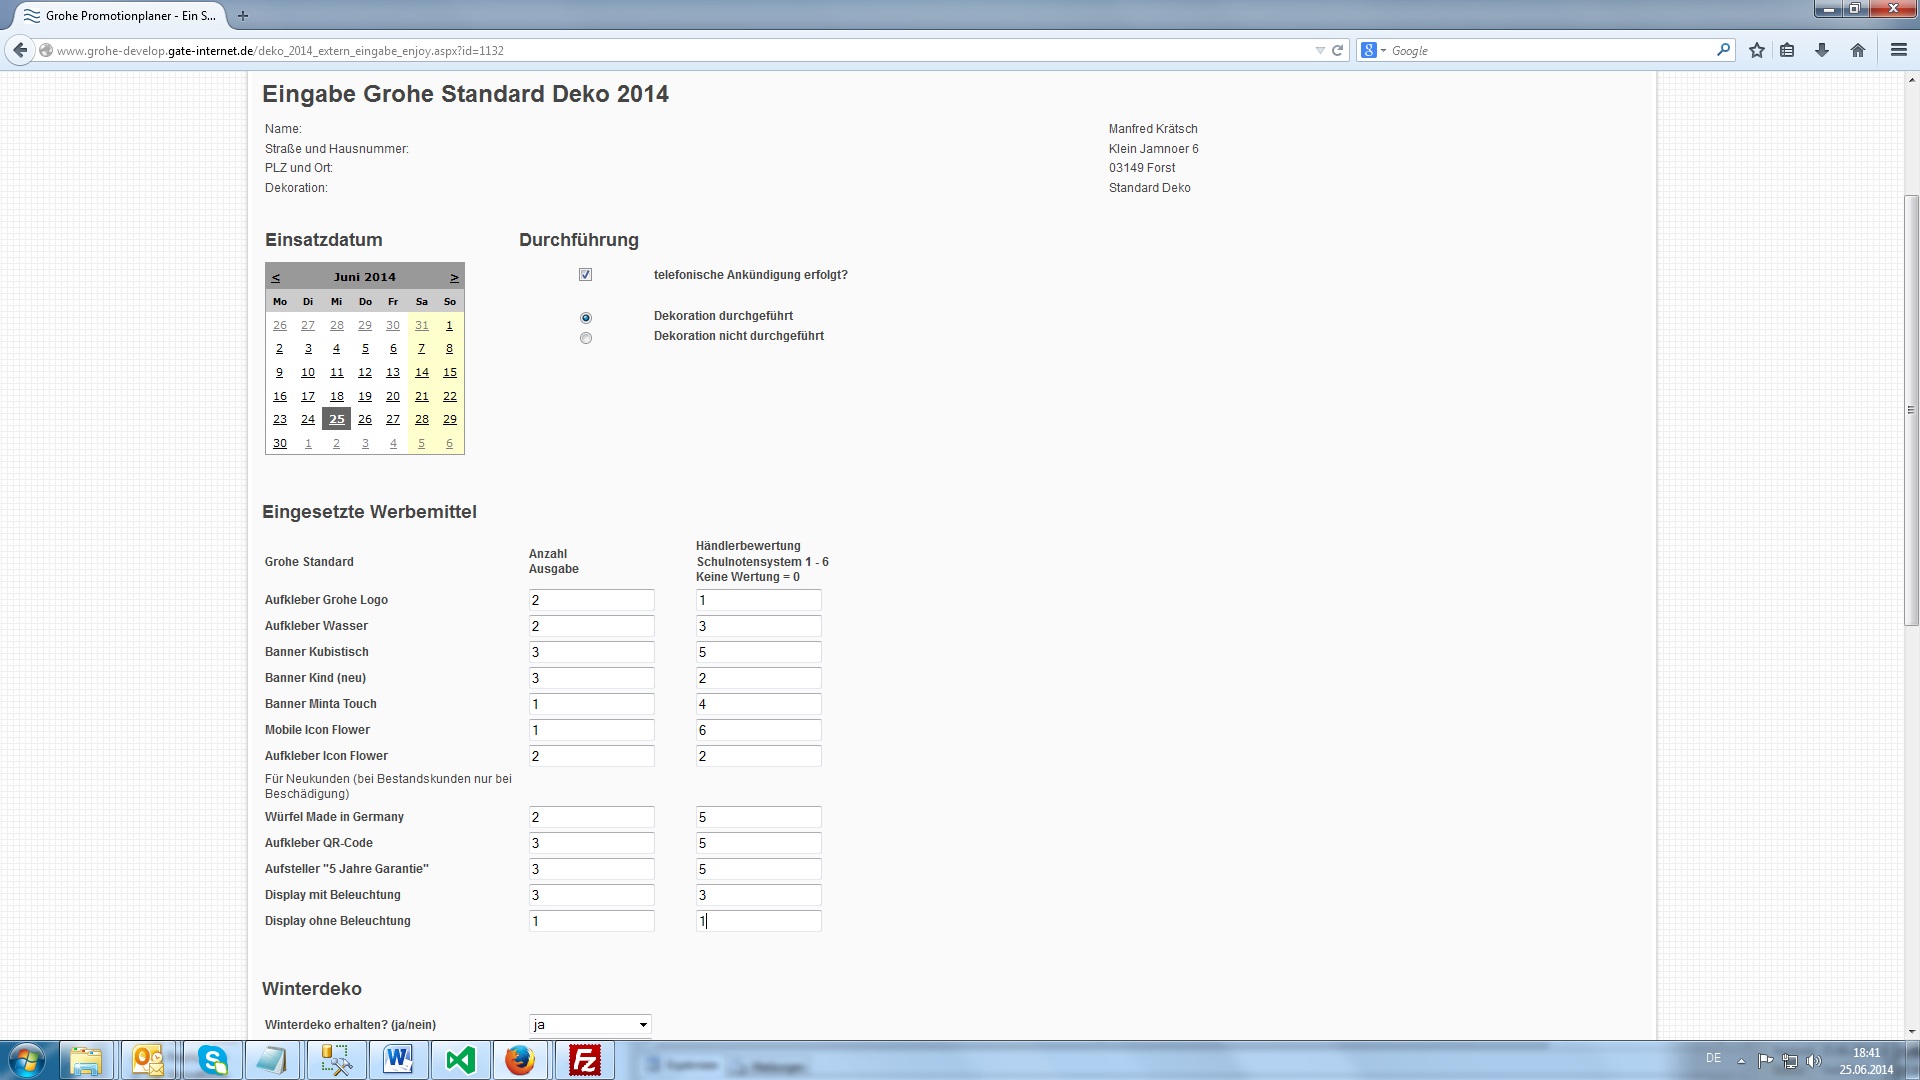 Grohe Promotionplaner - Ein S...
www.grohe-develop.gate-internet.de/deko_2014_extern_eingabe_enjoy.aspx?id=1132
Google
Eingabe Grohe Standard Deko 2014
Name: Manfred Krätsch
Straße und Hausnummer: Klein Jamnoer 6
PLZ und Ort: 03149 Forst
Dekoration: Standard Deko
Einsatzdatum Durchführung
< Juni 2014 >
Mo Di Mi Do Fr Sa So
26 27 28 29 30 31 1
2 3 4 5 6 7 8
9 10 11 12 13 14 15
16 17 18 19 20 21 22
23 24 25 26 27 28 29
30 1 2 3 4 5 6
telefonische Ankündigung erfolgt?
Dekoration durchgeführt
Dekoration nicht durchgeführt
Eingesetzte Werbemittel
Grohe Standard
Anzahl
Ausgabe
Händlerbewertung
Schulnotensystem 1 - 6
Keine Wertung = 0
Aufkleber Grohe Logo 2 1
Aufkleber Wasser 2 3
Banner Kubistisch 3 5
Banner Kind (neu) 3 2
Banner Minta Touch 1 4
Mobile Icon Flower 1 6
Aufkleber Icon Flower 2 2
Für Neukunden (bei Bestandskunden nur bei
Beschädigung)
Würfel Made in Germany 2 5
Aufkleber QR-Code 3 5
Aufsteller "5 Jahre Garantie" 3 5
Display mit Beleuchtung 3 3
Display ohne Beleuchtung 1 1
Winterdeko
Winterdeko erhalten? (ja/nein) ja
DE
18:41
25.06.2014